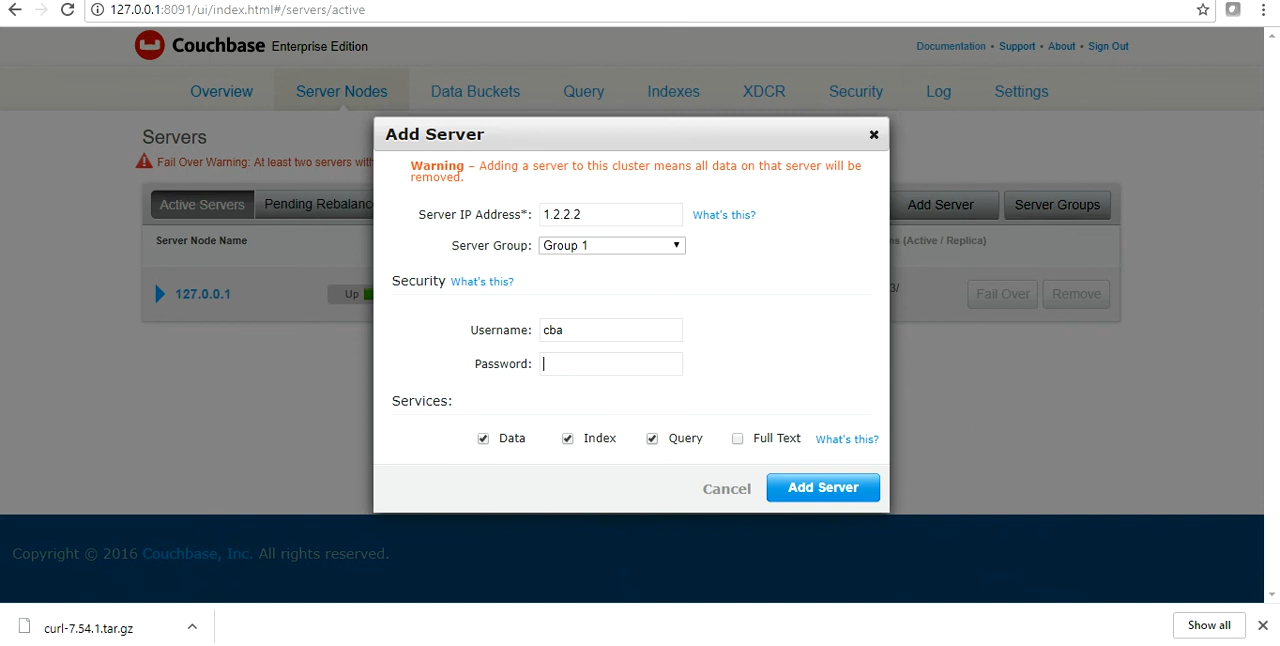 127.0.0.1:8091/ui/index.html#/servers/active
Couchbase Enterprise Edition
Documentation • Support • About • Sign Out
Overview Server Nodes Data Buckets Query Indexes XDCR Security Log Settings
Servers
Fail Over Warning: At least two servers with
Active Servers Pending Rebalanc Add Server Server Groups
Server Node Name ns (Active / Replica)
127.0.0.1 Up 3/ Fail Over Remove
Add Server
Warning – Adding a server to this cluster means all data on that server will be
removed.
Server IP Address*: 1.2.2.2 What's this?
Server Group: Group 1
Security What's this?
Username: cba
Password:
Services:
Data Index Query Full Text What's this?
Cancel Add Server
Copyright © 2016 Couchbase, Inc. All rights reserved.
curl-7.54.1.tar.gz Show all